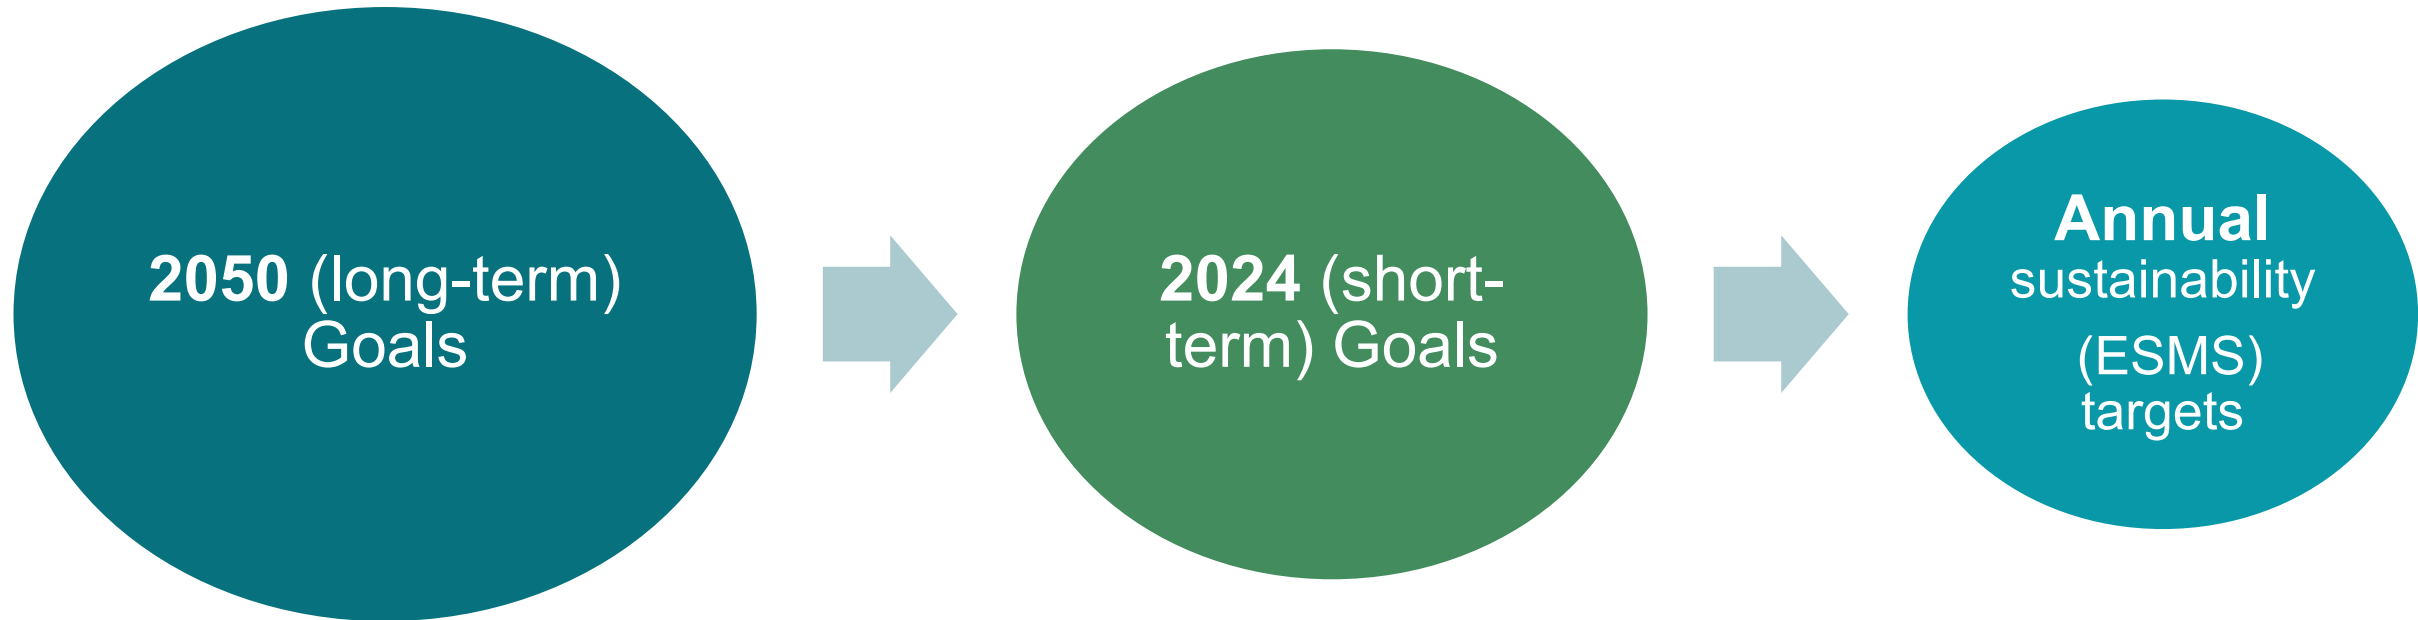 2050 (long-term)
Goals
2024 (short-
term) Goals
Annual
sustainability
(ESMS)
targets